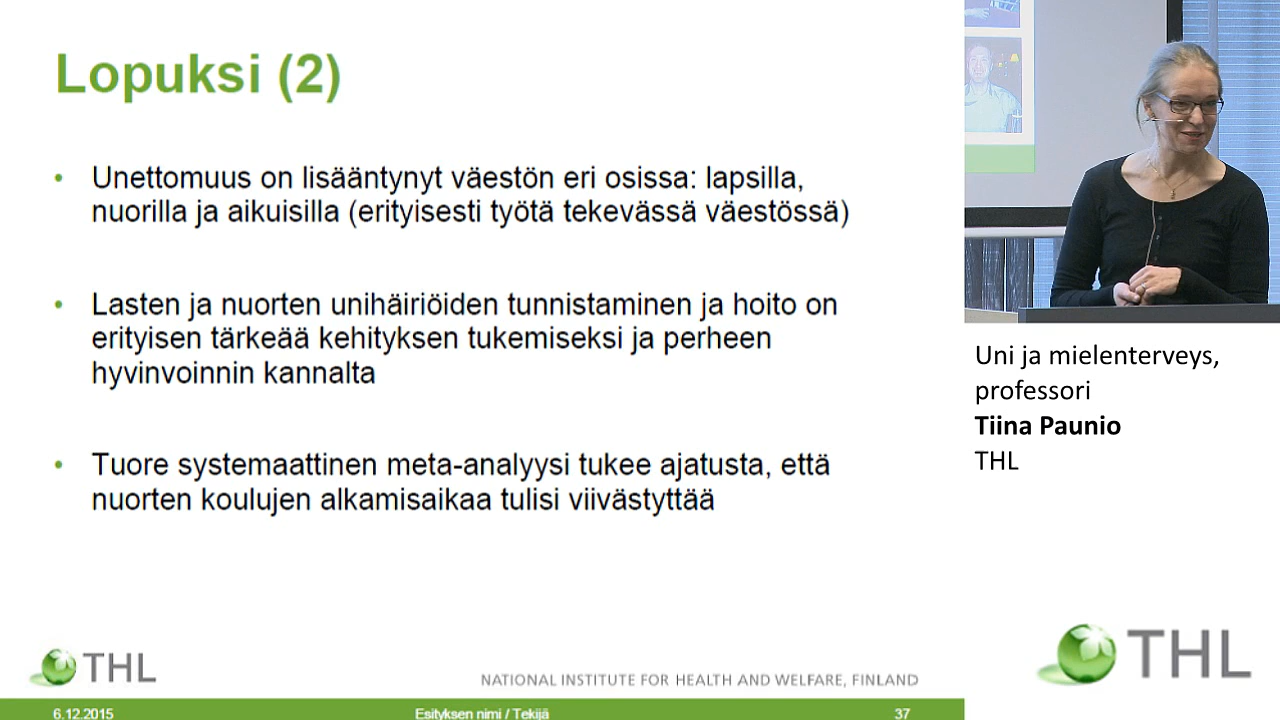 Lopuksi (2)
• Unettomuus on lisääntynyt väestön eri osissa: lapsilla,
nuorilla ja aikuisilla (erityisesti työtä tekevässä väestössä)
• Lasten ja nuorten unihäiriöiden tunnistaminen ja hoito on
erityisen tärkeää kehityksen tukemiseksi ja perheen
hyvinvoinnin kannalta
• Tuore systemaattinen meta-analyysi tukee ajatusta, että
nuorten koulujen alkamisaikaa tulisi viivästyttää
THL
NATIONAL INSTITUTE FOR HEALTH AND WELFARE, FINLAND
6.12.2015
Esityksen nimi / Tekijä
37
Uni ja mielenterveys,
professori
Tiina Paunio
THL
THL